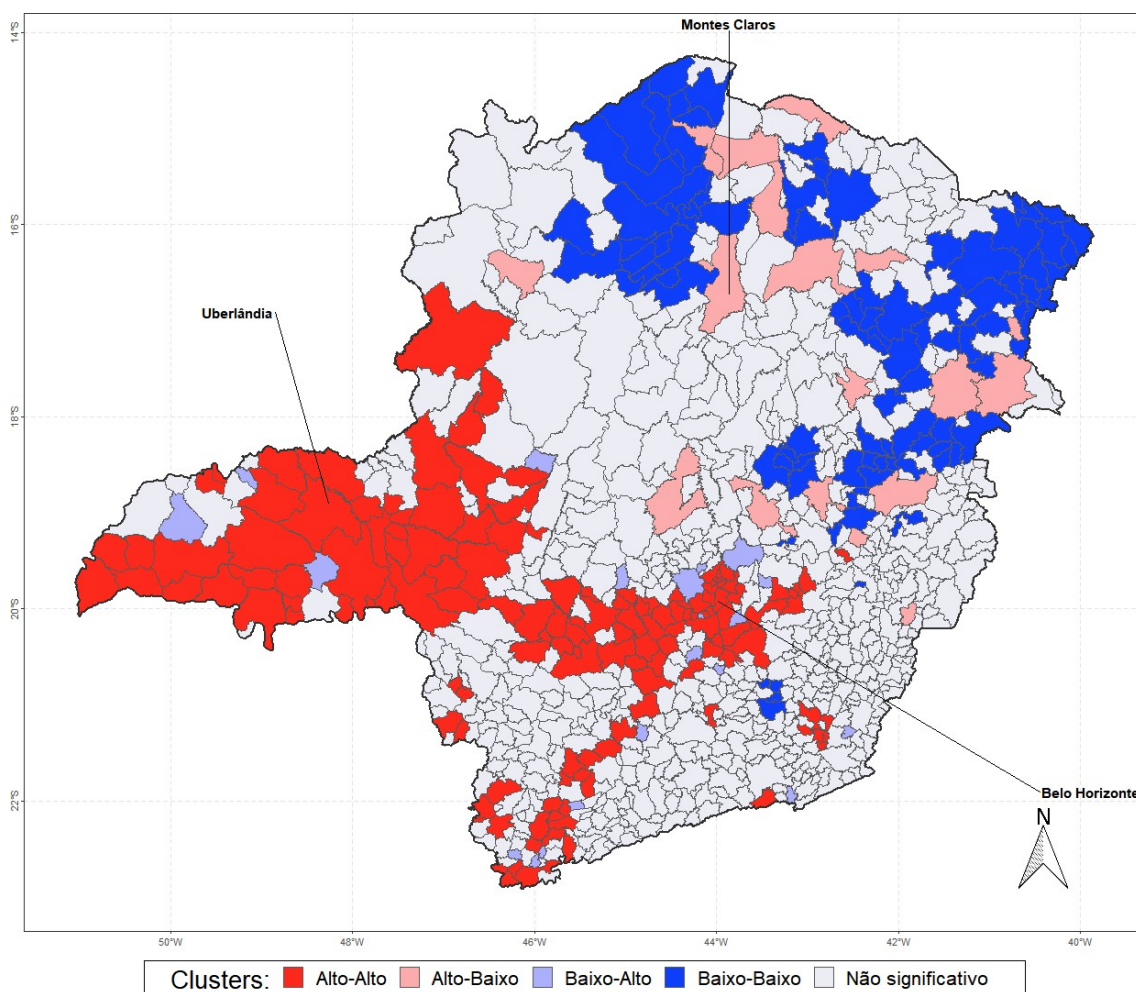 Montes Claros
14°S
16°S
Uberlândia
18°S
20°S
22°S
Belo Horizonte
N
50°W 48°W 46°W 44°W 42°W 40°W
Clusters: Alto-Alto Alto-Baixo Baixo-Alto Baixo-Baixo Não significativo